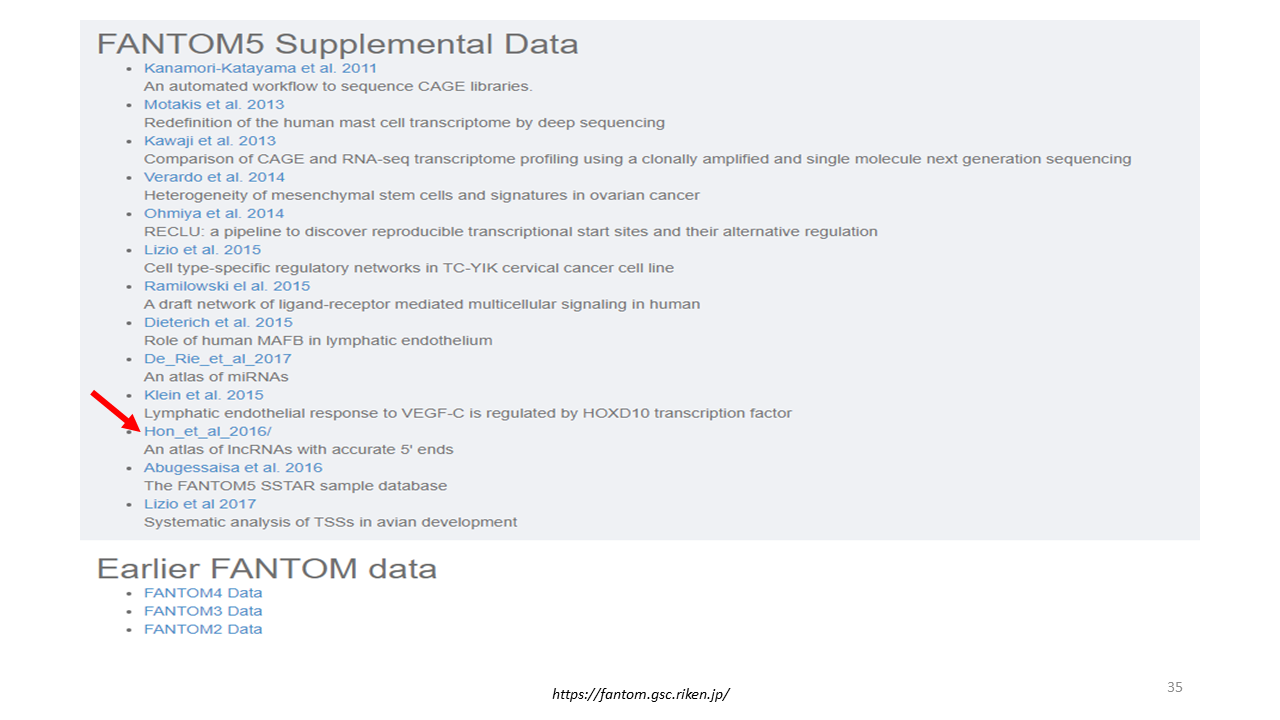 FANTOM5 Supplemental Data
Kanamori-Katayama et al. 2011
An automated workflow to sequence CAGE libraries.
Motakis et al. 2013
Redefinition of the human mast cell transcriptome by deep sequencing
Kawaji et al. 2013
Comparison of CAGE and RNA-seq transcriptome profiling using a clonally amplified and single molecule next generation sequencing
Verardo et al. 2014
Heterogeneity of mesenchymal stem cells and signatures in ovarian cancer
Ohmiya et al. 2014
RECLU: a pipeline to discover reproducible transcriptional start sites and their alternative regulation
Lizio et al. 2015
Cell type-specific regulatory networks in TC-YIK cervical cancer cell line
Ramilowski el al. 2015
A draft network of ligand-receptor mediated multicellular signaling in human
Dieterich et al. 2015
Role of human MAFB in lymphatic endothelium
De_Rie_et_al_2017
An atlas of miRNAs
Klein et al. 2015
Lymphatic endothelial response to VEGF-C is regulated by HOXD10 transcription factor
Hon_et_al_2016/
An atlas of lncRNAs with accurate 5' ends
Abugessaisa et al. 2016
The FANTOM5 SSTAR sample database
Lizio et al 2017
Systematic analysis of TSSs in avian development
Earlier FANTOM data
FANTOM4 Data
FANTOM3 Data
FANTOM2 Data
https://fantom.gsc.riken.jp/
35